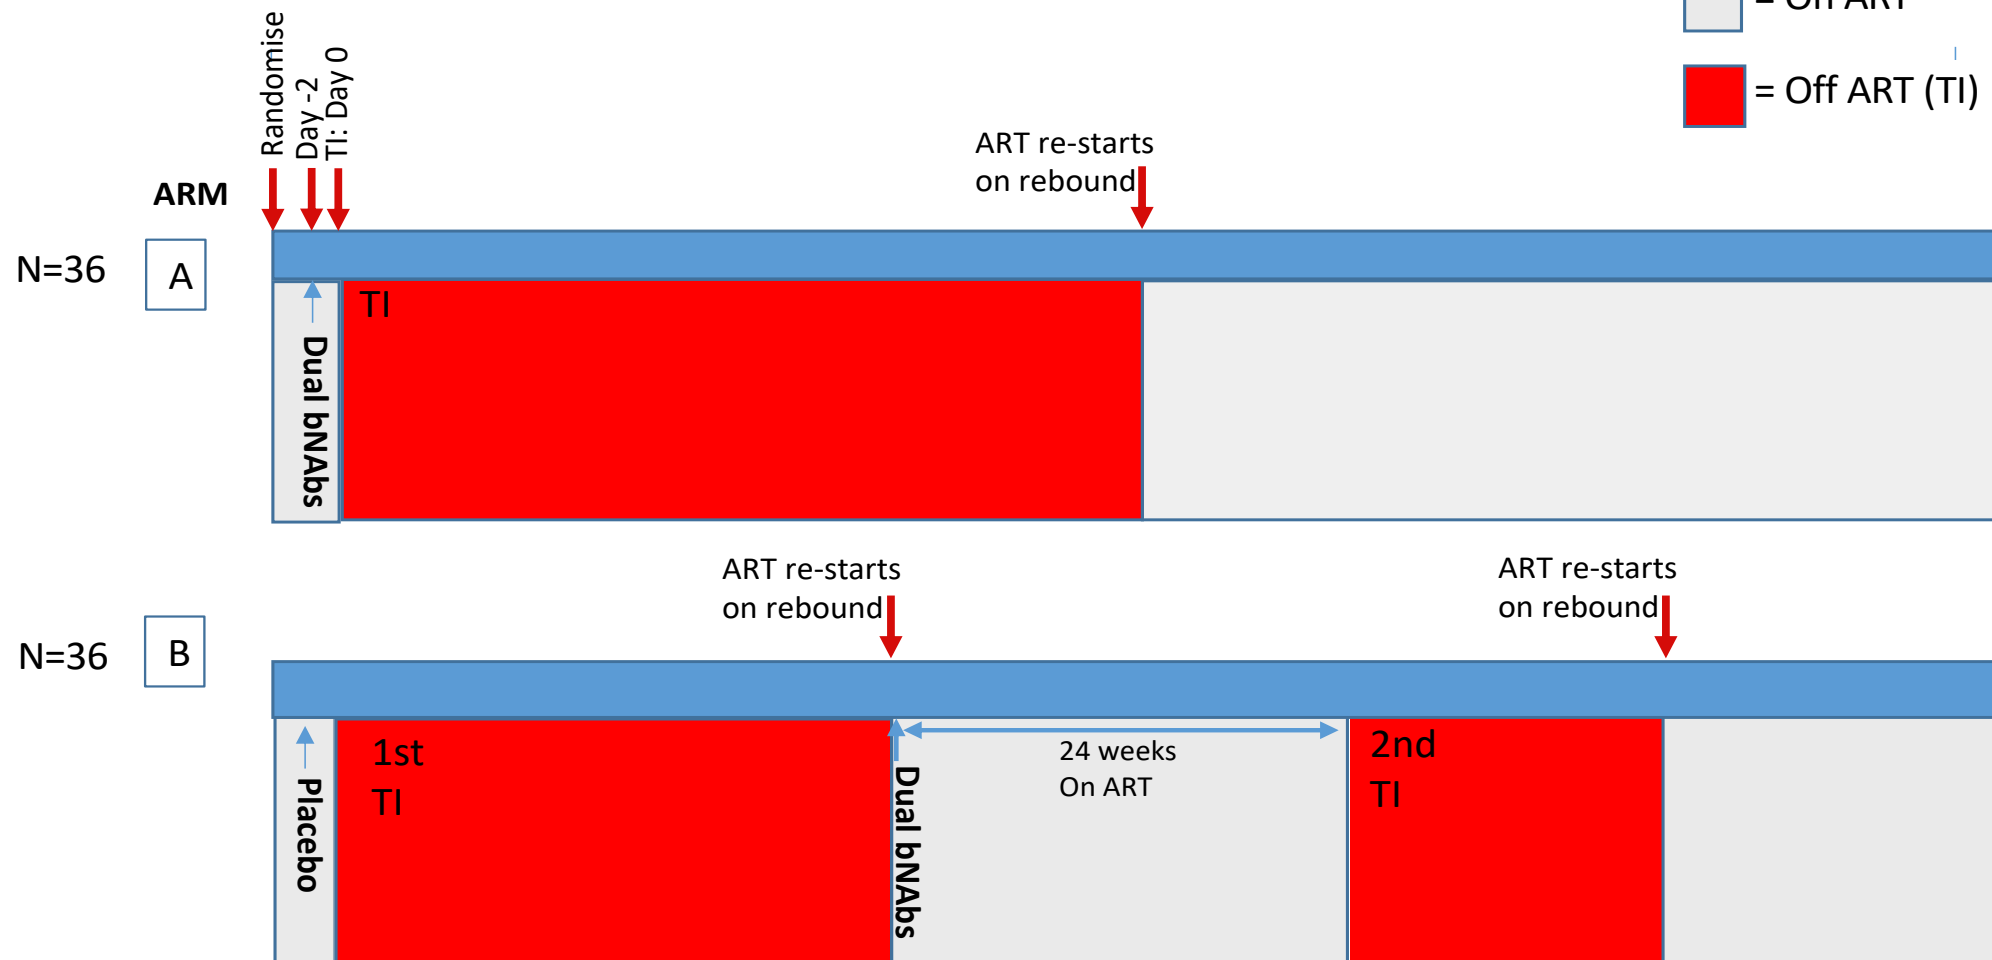 = On ART
= Off ART (TI)
Randomise
Day -2
TI: Day 0
ART re-starts
on rebound
ARM
N=36
A
TI
Dual bNAbs
ART re-starts
on rebound
ART re-starts
on rebound
N=36
B
1st
TI
Placebo
Dual bNAbs
24 weeks
On ART
2nd
TI